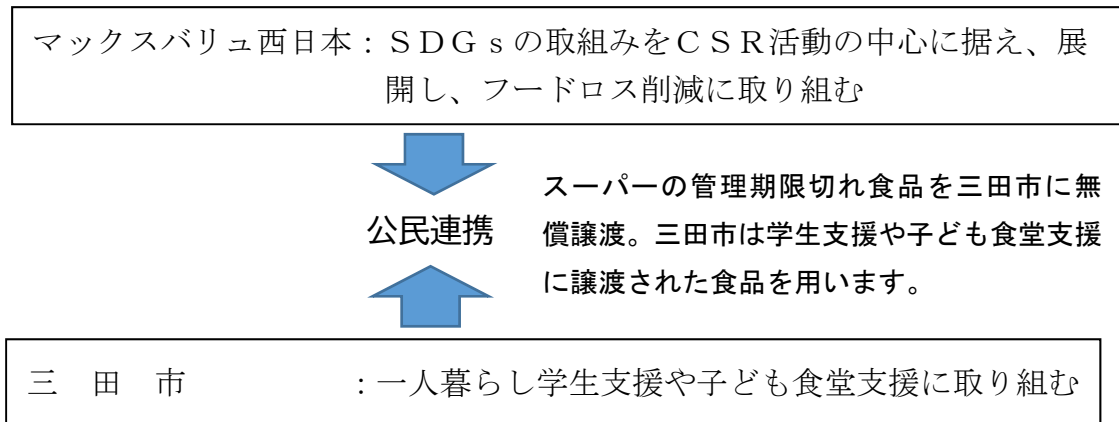 マックスバリュ西日本：ＳＤＧｓの取組みをＣＳＲ活動の中心に据え、展
開し、フードロス削減に取り組む
スーパーの管理期限切れ食品を三田市に無
公民連携
償譲渡。三田市は学生支援や子ども食堂支援
に譲渡された食品を用います。
三　田　市　　　　　：一人暮らし学生支援や子ども食堂支援に取り組む